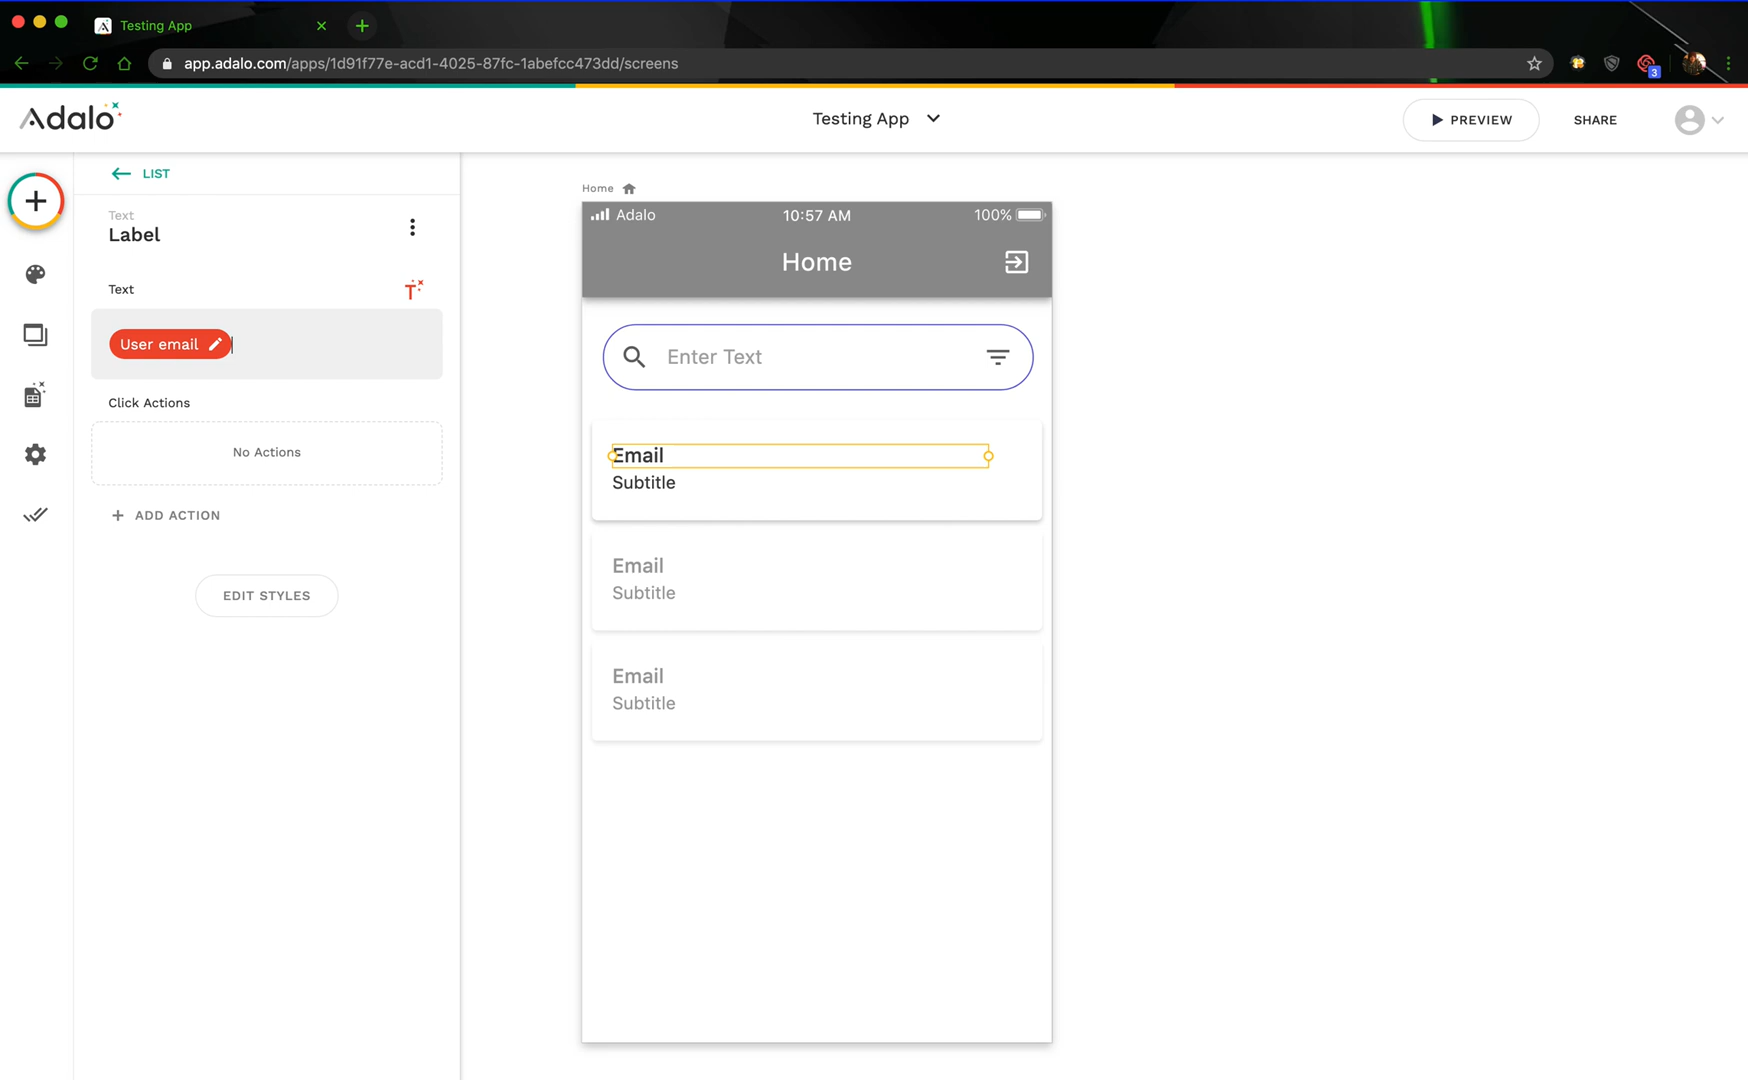 Testing App
app.adalo.com/apps/1d91f77e-acd1-4025-87fc-1abefcc473dd/screens
3
Adalo
Testing App
PREVIEW
SHARE
LIST
Text
Label
Text
User email
Click Actions
No Actions
ADD ACTION
EDIT STYLES
Home
Adalo
10:57 AM
100%
Home
Enter Text
Email
Subtitle
Email
Subtitle
Email
Subtitle